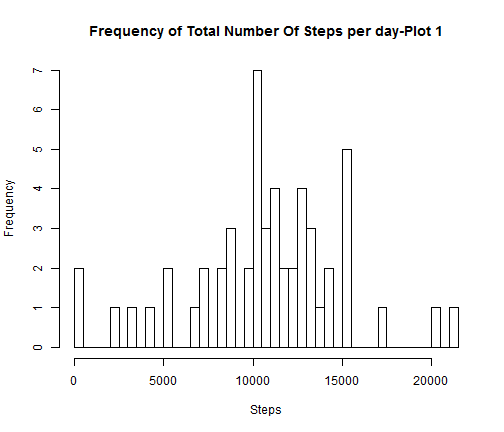 Frequency of Total Number Of Steps per day-Plot 1
7
6
5
4
3
2
1
0
Frequency
0 5000 10000 15000 20000
Steps